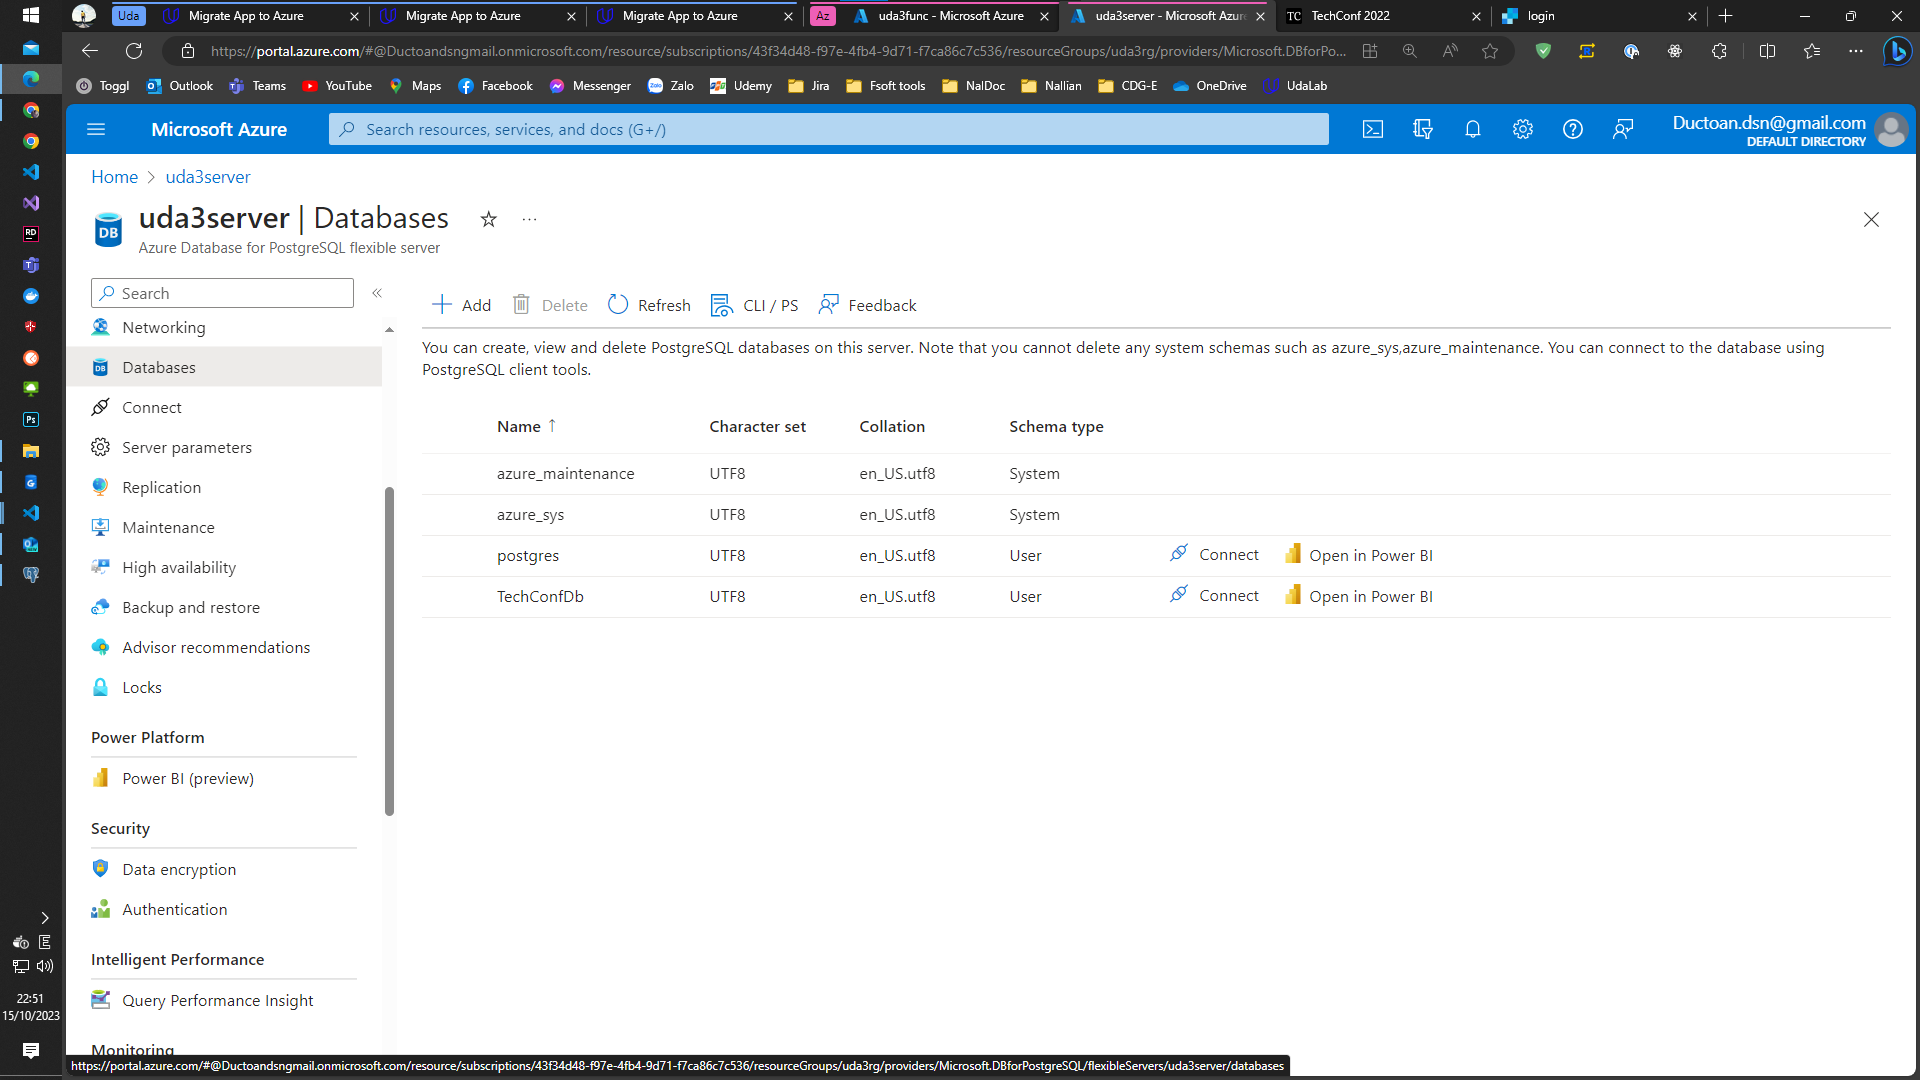 Uda
Migrate App to Azure
Migrate App to Azure
Migrate App to Azure
Az
uda3func - Microsoft Azure
uda3server - Microsoft Azure
TC
TechConf 2022
login
https://portal.azure.com/#@Ductoandsngmail.onmicrosoft.com/resource/subscriptions/43f34d48-f97e-4fb4-9d71-f7ca86c7c536/resourceGroups/uda3rg/providers/Microsoft.DBforPo...
Toggl
Outlook
Teams
YouTube
Maps
Facebook
Messenger
Zalo
Udemy
Jira
Fsoft tools
NalDoc
Nallian
CDG-E
OneDrive
UdaLab
Microsoft Azure
Search resources, services, and docs (G+/)
Ductoan.dsn@gmail.com
DEFAULT DIRECTORY
Home > uda3server
DB
uda3server | Databases
Azure Database for PostgreSQL flexible server
Search
Networking
Databases
Connect
Server parameters
Replication
Maintenance
High availability
Backup and restore
Advisor recommendations
Locks
Power Platform
Power BI (preview)
Security
Data encryption
Authentication
Intelligent Performance
Query Performance Insight
Monitoring
Add
Delete
Refresh
CLI / PS
Feedback
You can create, view and delete PostgreSQL databases on this server. Note that you cannot delete any system schemas such as azure_sys,azure_maintenance. You can connect to the database using
PostgreSQL client tools.
Name ↑ Character set Collation Schema type
azure_maintenance UTF8 en_US.utf8 System
azure_sys UTF8 en_US.utf8 System
postgres UTF8 en_US.utf8 User Connect Open in Power BI
TechConfDb UTF8 en_US.utf8 User Connect Open in Power BI
RD
Ps
22:51
15/10/2023
https://portal.azure.com/#@Ductoandsngmail.onmicrosoft.com/resource/subscriptions/43f34d48-f97e-4fb4-9d71-f7ca86c7c536/resourceGroups/uda3rg/providers/Microsoft.DBforPostgreSQL/flexibleServers/uda3server/databases